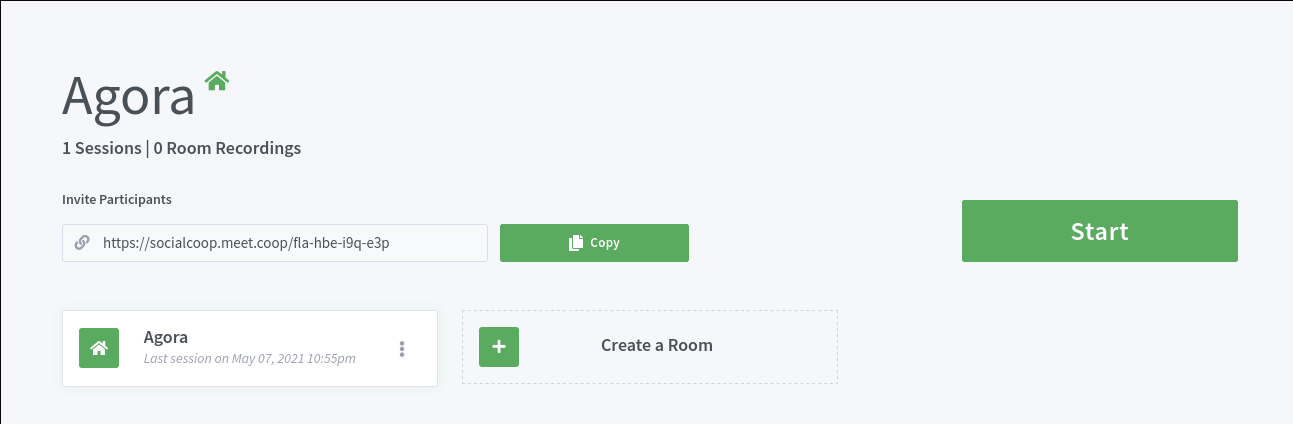 Agora
1 Sessions | 0 Room Recordings
Invite Participants
https://socialcoop.meet.coop/fla-hbe-i9q-e3p
Copy
Start
Agora
Last session on May 07, 2021 10:55pm
Create a Room